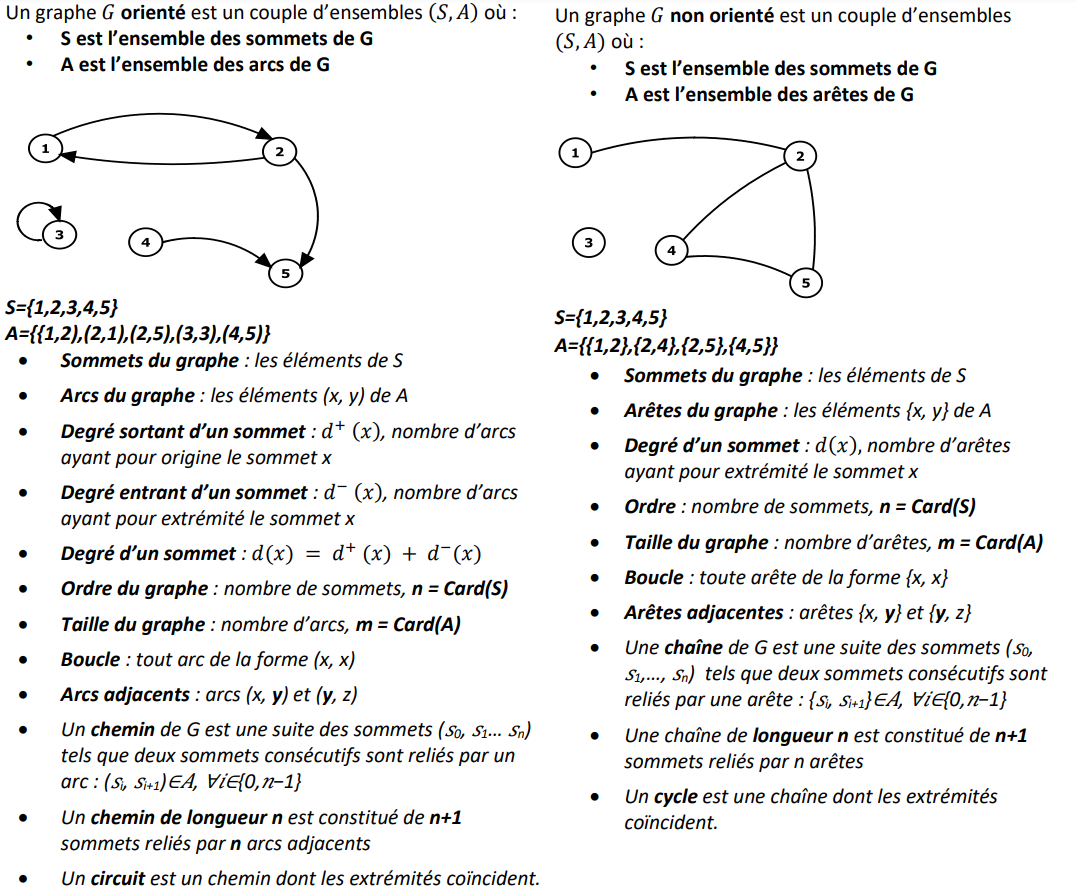 Un graphe G orienté est un couple d'ensembles (S, A) où :
• S est l'ensemble des sommets de G
• A est l'ensemble des arcs de G
1
2
3
4
5
S={1,2,3,4,5}
A={{1,2),(2,1),(2,5),(3,3),(4,5)}
• Sommets du graphe : les éléments de S
• Arcs du graphe : les éléments (x, y) de A
• Degré sortant d'un sommet : d⁺ (x), nombre d'arcs
ayant pour origine le sommet x
• Degré entrant d'un sommet : d⁻ (x), nombre d'arcs
ayant pour extrémité le sommet x
• Degré d'un sommet : d(x) = d⁺ (x) + d⁻(x)
• Ordre du graphe : nombre de sommets, n = Card(S)
• Taille du graphe : nombre d'arcs, m = Card(A)
• Boucle : tout arc de la forme (x, x)
• Arcs adjacents : arcs (x, y) et (y, z)
• Un chemin de G est une suite des sommets (s₀, s₁... sₙ)
tels que deux sommets consécutifs sont reliés par un
arc : (sᵢ, sᵢ₊₁)∈A, ∀i∈{0,n−1}
• Un chemin de longueur n est constitué de n+1
sommets reliés par n arcs adjacents
• Un circuit est un chemin dont les extrémités coïncident.
Un graphe G non orienté est un couple d'ensembles
(S, A) où :
• S est l'ensemble des sommets de G
• A est l'ensemble des arêtes de G
1
2
3
4
5
S={1,2,3,4,5}
A={{1,2},{2,4},{2,5},{4,5}}
• Sommets du graphe : les éléments de S
• Arêtes du graphe : les éléments {x, y} de A
• Degré d'un sommet : d(x), nombre d'arêtes
ayant pour extrémité le sommet x
• Ordre : nombre de sommets, n = Card(S)
• Taille du graphe : nombre d'arêtes, m = Card(A)
• Boucle : toute arête de la forme {x, x}
• Arêtes adjacentes : arêtes {x, y} et {y, z}
• Une chaîne de G est une suite des sommets (s₀,
s₁,..., sₙ) tels que deux sommets consécutifs sont
reliés par une arête : {sᵢ, sᵢ₊₁}∈A, ∀i∈{0,n−1}
• Une chaîne de longueur n est constitué de n+1
sommets reliés par n arêtes
• Un cycle est une chaîne dont les extrémités
coïncident.